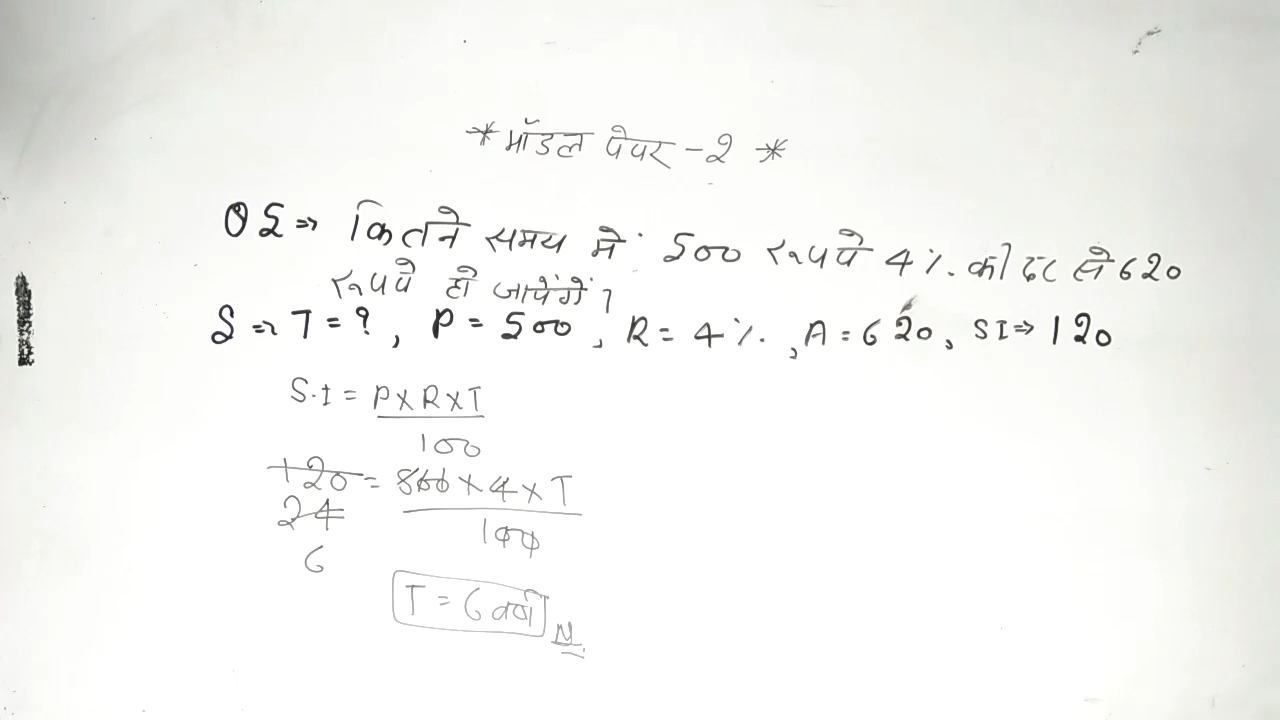 * मॉडल पेपर -2 *
Q5⇒ कितने समय में 500 रूपये 4%. की दर से 620
रूपये हो जायेंगें?
S⇒ T=?, P=500, R=4%., A=620, SI⇒120
S.I = P×R×T
100
120 = 500×4×T
24
100
6
T = 6 वर्ष